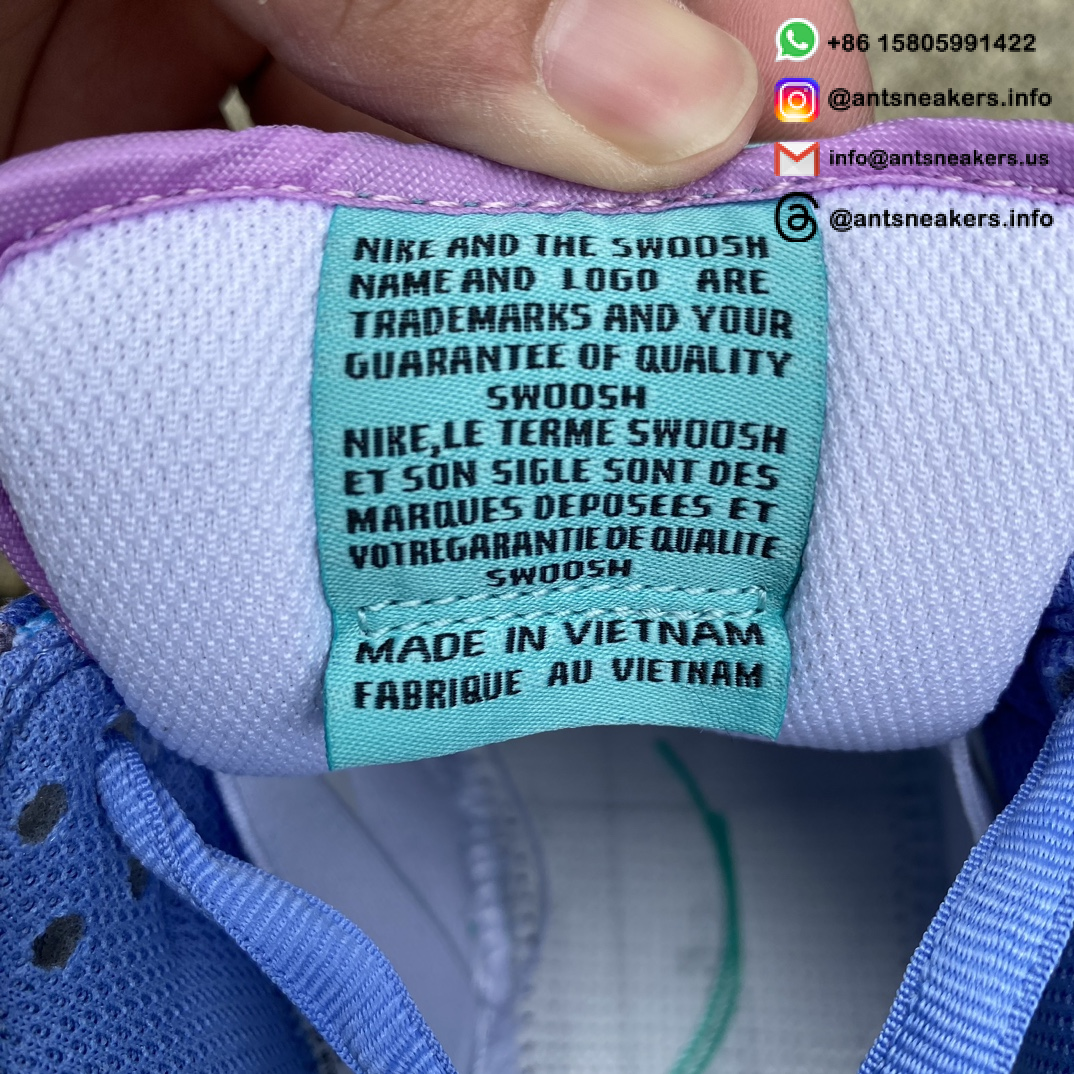 +86 15805991422
@antsneakers.info
info@antsneakers.us
@antsneakers.info
NIKE AND THE SWOOSH
NAME AND LOGO ARE
TRADEMARKS AND YOUR
GUARANTEE OF QUALITY
SWOOSH
NIKE,LE TERME SWOOSH
ET SON SIGLE SONT DES
MARQUES DEPOSEES ET
VOTREGARANTIE DE QUALITE
SWOOSH
MADE IN VIETNAM
FABRIQUE AU VIETNAM